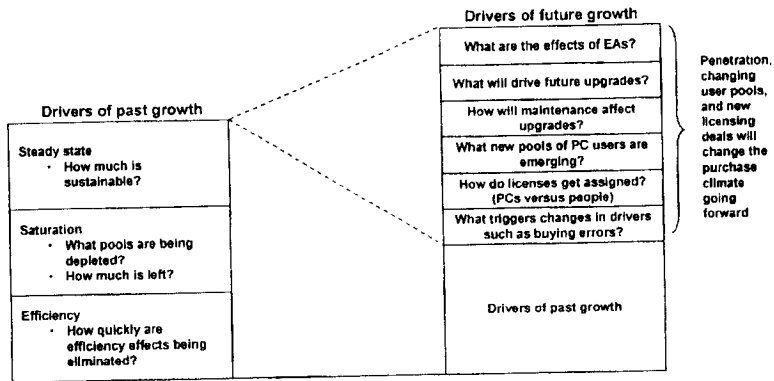 Drivers of past growth
Steady state
• How much is
sustainable?
Saturation
• What pools are being
depleted?
• How much is left?
Efficiency
• How quickly are
efficiency effects being
eliminated?
Drivers of future growth
What are the effects of EAs?
What will drive future upgrades?
How will maintenance affect
upgrades?
What new pools of PC users are
emerging?
How do licenses get assigned?
(PCs versus people)
What triggers changes in drivers
such as buying errors?
Drivers of past growth
Penetration,
changing
user pools,
and new
licensing
deals will
change the
purchase
climate
going
forward